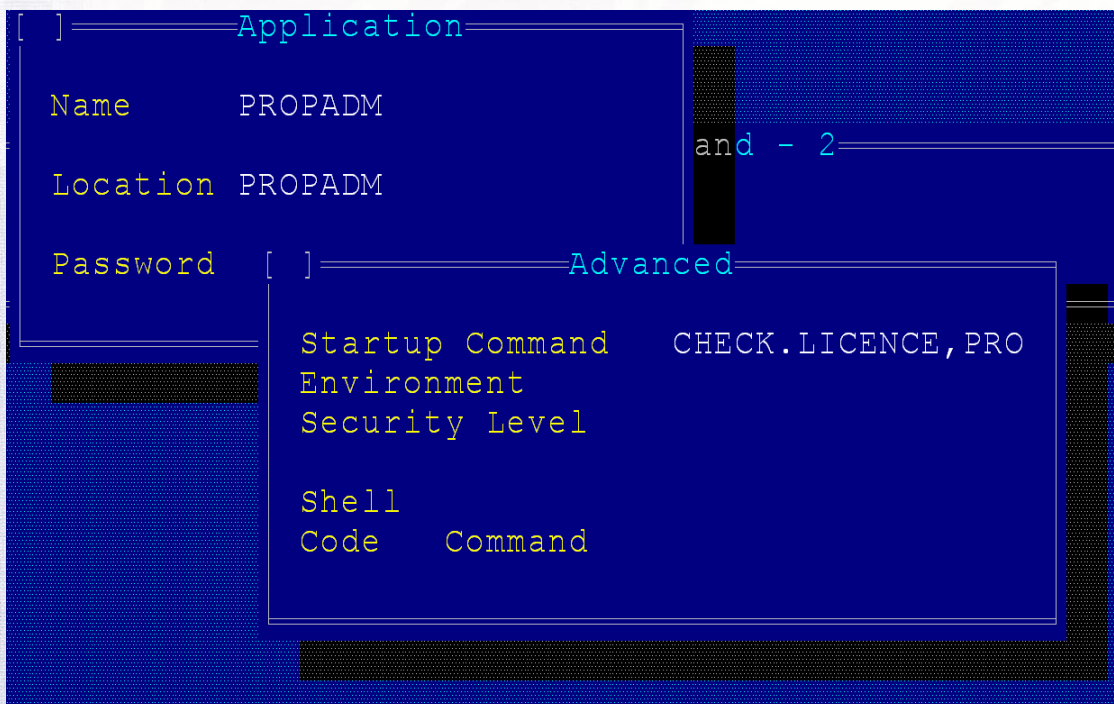 [ ] Application
Name PROPADM
and - 2
Location PROPADM
Password
[ ] Advanced
Startup Command CHECK.LICENCE,PRO
Environment
Security Level
Shell
Code Command